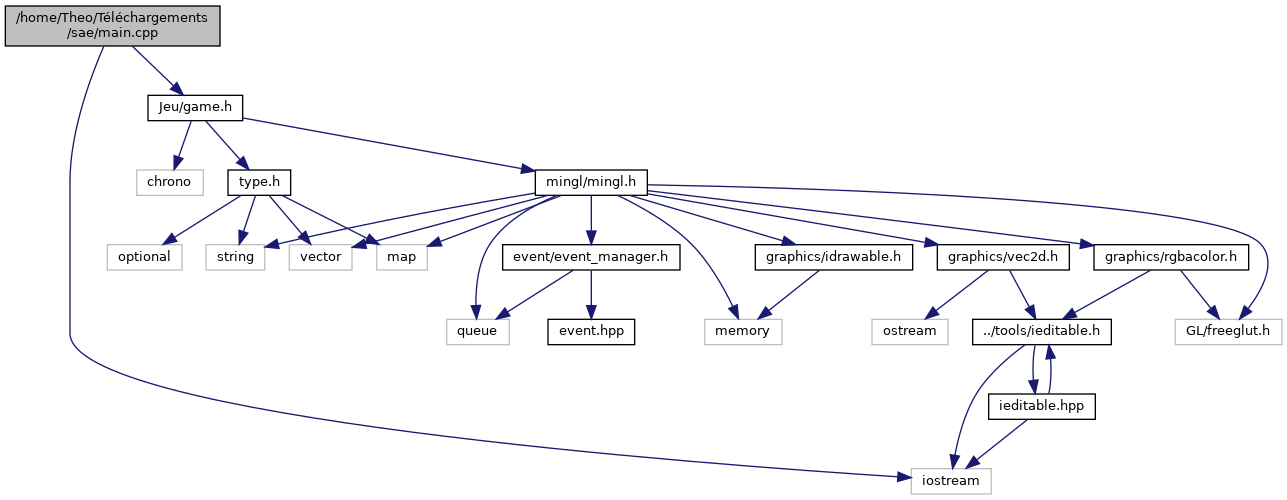 /home/Theo/Téléchargements
/sae/main.cpp
Jeu/game.h
chrono
type.h
mingl/mingl.h
optional
string
vector
map
event/event_manager.h
graphics/idrawable.h
graphics/vec2d.h
graphics/rgbacolor.h
queue
event.hpp
memory
ostream
../tools/ieditable.h
GL/freeglut.h
ieditable.hpp
iostream